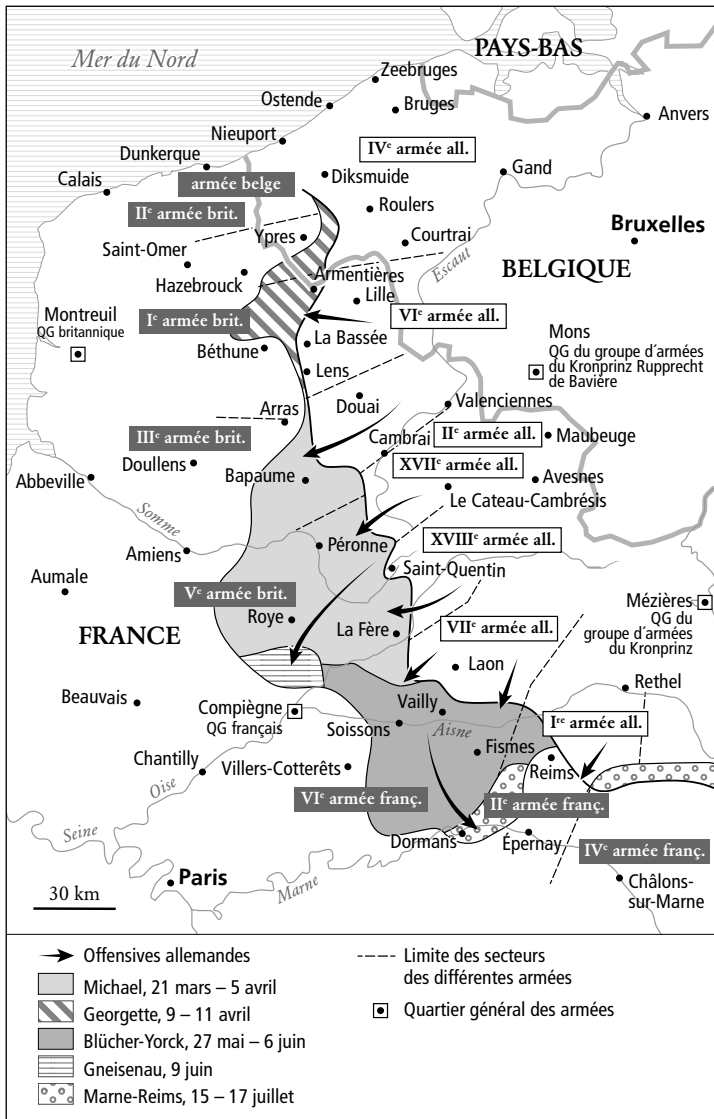 PAYS-BAS
Mer du Nord
Zeebruges
Ostende
Bruges
Anvers
Nieuport
IVe armée all.
Dunkerque
Gand
armée belge
Diksmuide
Calais
IIe armée brit.
Roulers
Ypres
Courtrai
Bruxelles
Saint-Omer
Escaut
BELGIQUE
Hazebrouck
Armentières
Lille
Montreuil
QG britannique
Ie armée brit.
VIe armée all.
La Bassée
Mons
QG du groupe d'armées
du Kronprinz Rupprecht
de Bavière
Béthune
Lens
Douai
Valenciennes
Arras
IIIe armée brit.
Cambrai
IIe armée all.
Maubeuge
Doullens
XVIIe armée all.
Abbeville
Bapaume
Avesnes
Le Cateau-Cambrésis
Somme
Amiens
Péronne
XVIIIe armée all.
Saint-Quentin
Aumale
Ve armée brit.
Roye
Mézières
QG du
groupe d'armées
du Kronprinz
FRANCE
La Fère
VIIe armée all.
Laon
Rethel
Beauvais
Compiègne
QG français
Vailly
Ire armée all.
Soissons
Aisne
Fismes
Chantilly
Oise
Villers-Cotterêts
Reims
VIe armée franç.
IIe armée franç.
Seine
Dormans
Épernay
IVe armée franç.
Paris
Marne
Châlons-
sur-Marne
30 km
Offensives allemandes
Michael, 21 mars – 5 avril
Georgette, 9 – 11 avril
Blücher-Yorck, 27 mai – 6 juin
Gneisenau, 9 juin
Marne-Reims, 15 – 17 juillet
Limite des secteurs
des différentes armées
Quartier général des armées